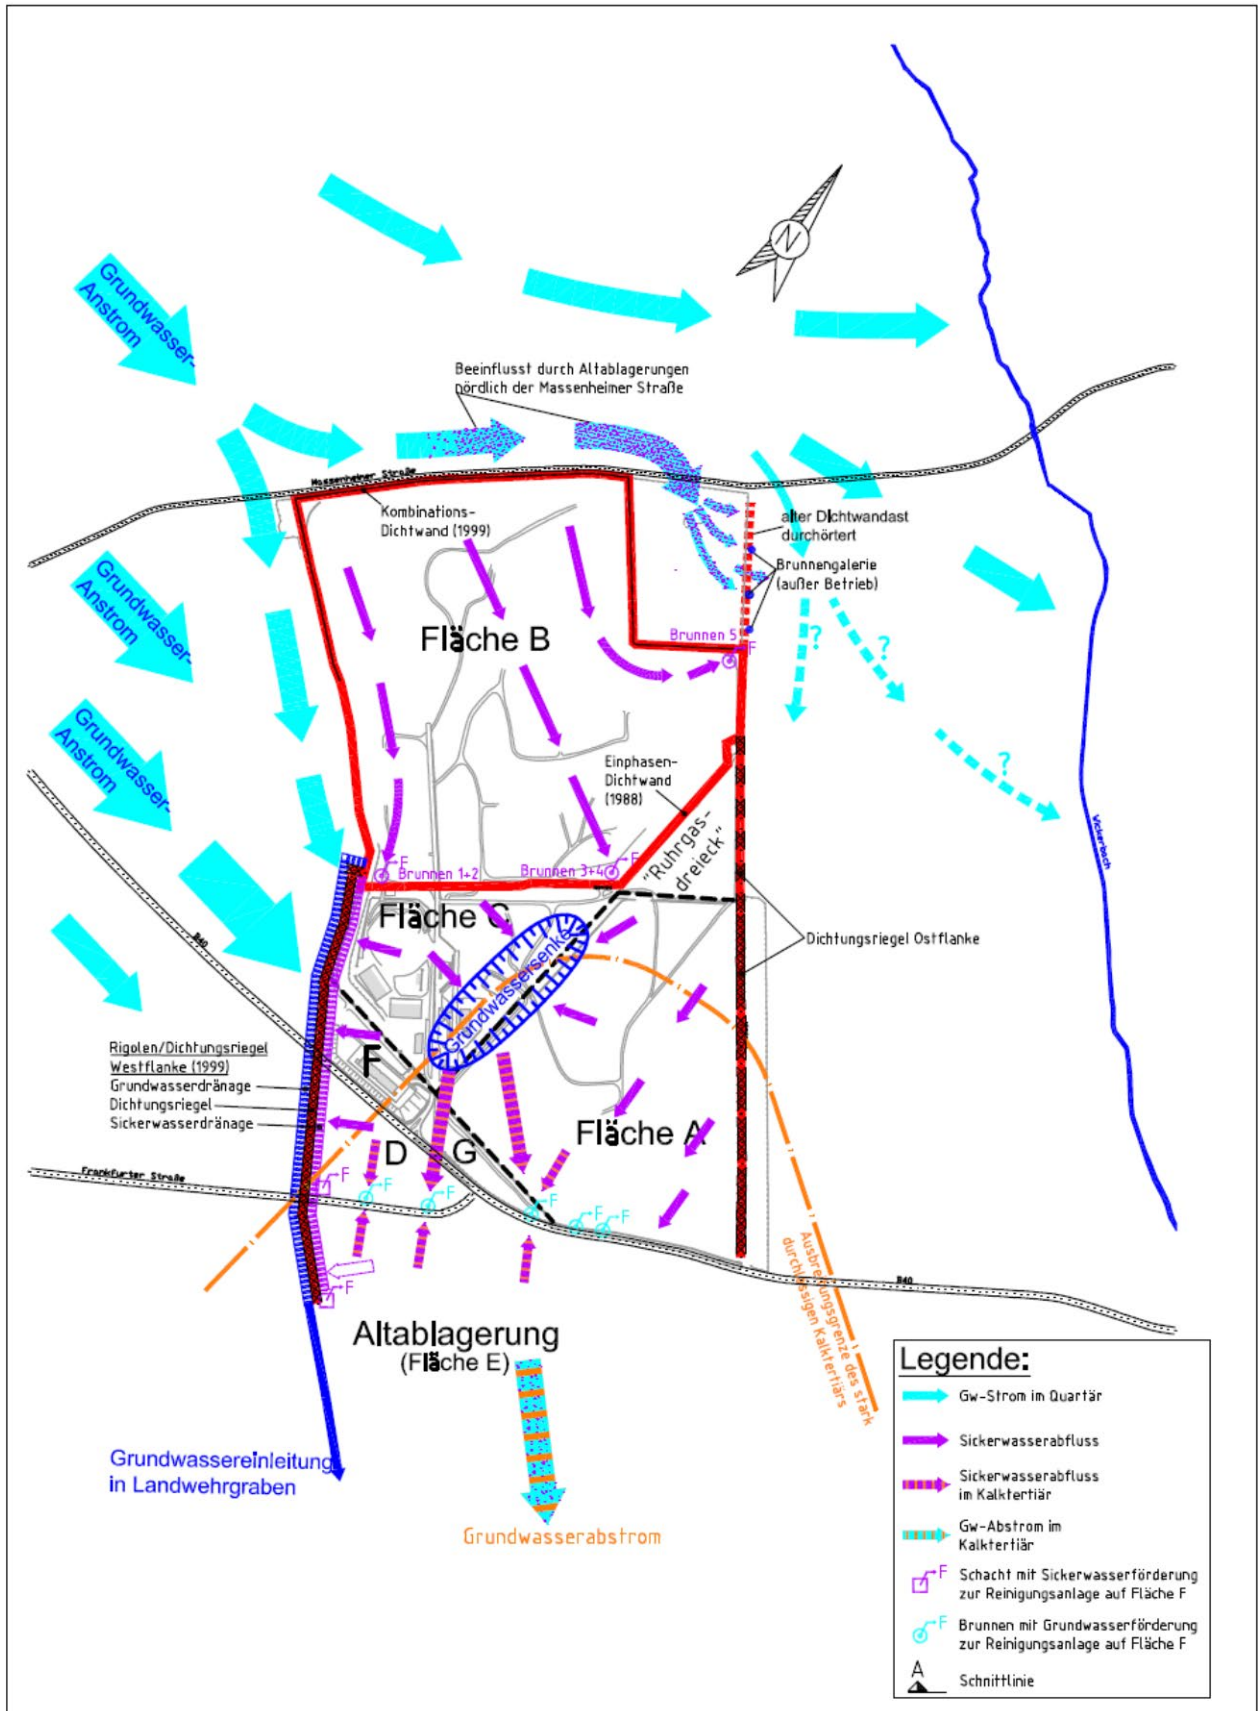 N
Grundwasser-
Anstrom
Beeinflusst durch Altablagerungen
nördlich der Massenheimer Straße
Massenheimer Straße
Kombinations-
Dichtwand (1999)
alter Dichtwandast
durchörtert
Brunnengalerie
(außer Betrieb)
Grundwasser-
Anstrom
Fläche B
Brunnen 5
F
?
?
Grundwasser-
Anstrom
Einphasen-
Dichtwand
(1988)
?
Wickerbach
"Ruhrgas-
dreieck"
F
Brunnen 1+2
Brunnen 3+4
F
Fläche C
Grundwassersenke
B40
Dichtungsriegel Ostflanke
Rigolen/Dichtungsriegel
Westflanke (1999)
Grundwasserdränage
Dichtungsriegel
Sickerwasserdränage
F
Fläche A
D
G
Frankfurter Straße
F
F
F
F
F
F
B40
F
Ausbreitungsgrenze des stark
durchlässigen Kalktertiärs
Altablagerung
(Fläche E)
Grundwassereinleitung
in Landwehrgraben
Grundwasserabstrom
Legende:
Gw-Strom im Quartär
Sickerwasserabfluss
Sickerwasserabfluss
im Kalktertiär
Gw-Abstrom im
Kalktertiär
F
Schacht mit Sickerwasserförderung
zur Reinigungsanlage auf Fläche F
F
Brunnen mit Grundwasserförderung
zur Reinigungsanlage auf Fläche F
A
Schnittlinie